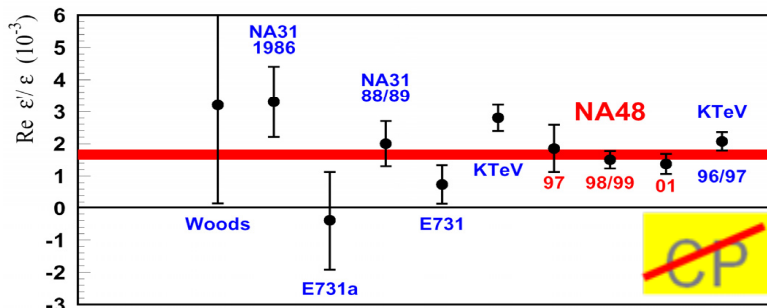 Re ε'/ε (10⁻³)
6
5
4
3
2
1
0
-1
-2
-3
Woods
NA31
1986
E731a
NA31
88/89
E731
KTeV
NA48
97
98/99
01
KTeV
96/97
CP